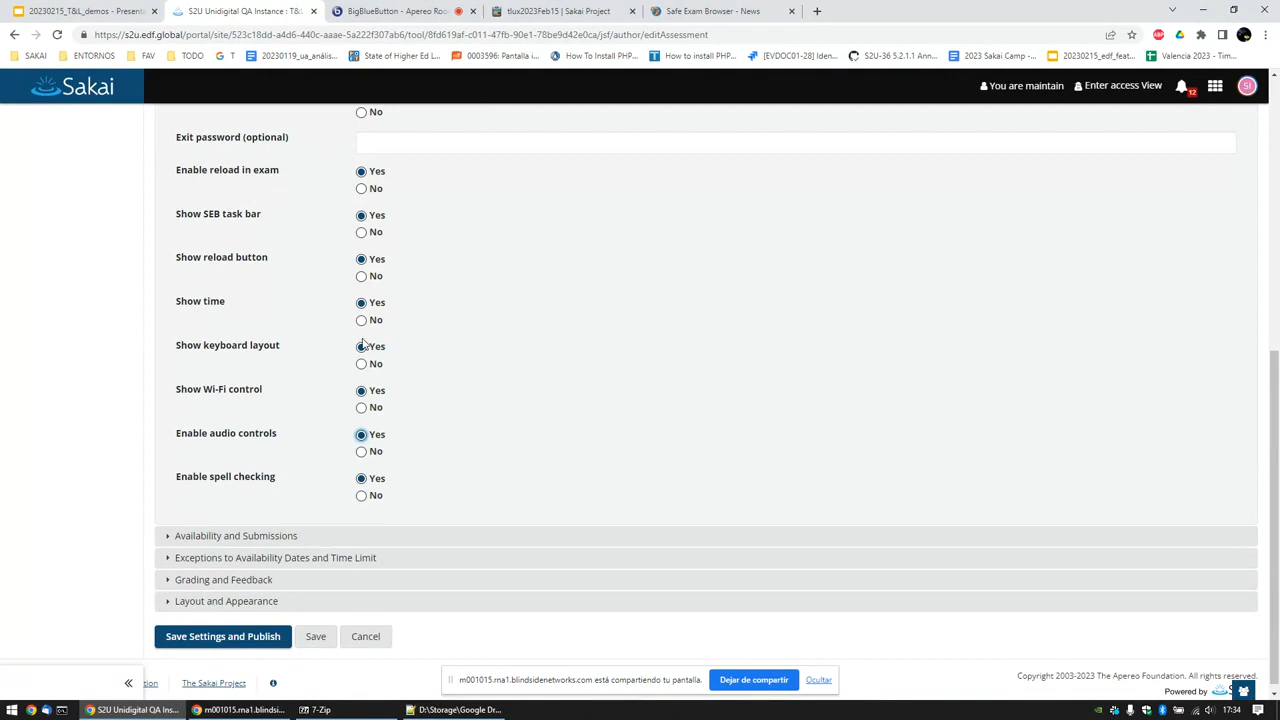 20230215_T&L_demos - Presenta
S2U Unidigital QA Instance : T&L
BigBlueButton - Apereo Roo
tlux2023Feb15 | Sakai Project
Safe Exam Browser - News
https://s2u.edf.global/portal/site/523c18dd-a4d6-440c-aaae-5a222f307ab6/tool/8fd619af-c011-47fb-90e1-78be9d42e0ca/jsf/author/editAssessment
SAKAI
ENTORNOS
FAV
TODO
T
20230119_ua_anális...
State of Higher Ed L...
0003596: Pantalla i...
How To Install PHP...
How to install PHP...
[EVDOC01-28] Iden...
S2U-36 5.2.1.1 Ann...
2023 Sakai Camp -...
20230215_edf_feat...
Valencia 2023 - Tim...
Sakai
You are maintain
Enter access View
12
SI
No
Exit password (optional)
Enable reload in exam
Yes
No
Show SEB task bar
Yes
No
Show reload button
Yes
No
Show time
Yes
No
Show keyboard layout
Yes
No
Show Wi-Fi control
Yes
No
Enable audio controls
Yes
No
Enable spell checking
Yes
No
Availability and Submissions
Exceptions to Availability Dates and Time Limit
Grading and Feedback
Layout and Appearance
Save Settings and Publish
Save
Cancel
tion
The Sakai Project
m001015.rna1.blindsidenetworks.com está compartiendo tu pantalla.
Dejar de compartir
Ocultar
Copyright 2003-2023 The Apereo Foundation. All rights reserved.
Powered by
S2U Unidigital QA Ins
m001015.rna1.blindsi
7-Zip
D:\Storage\Google Dr...
17:34